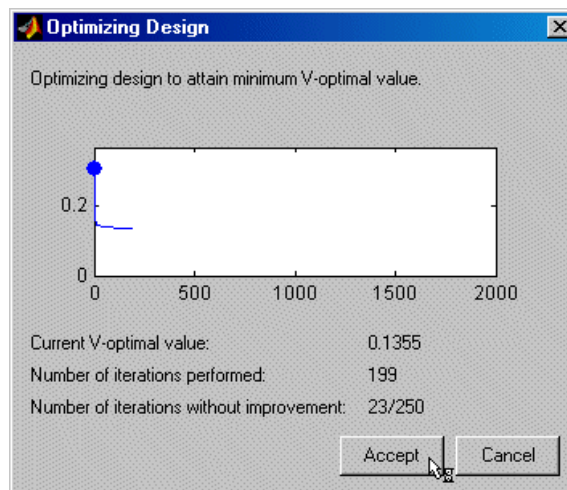 Optimizing Design
Optimizing design to attain minimum V-optimal value.
0.2
0
0 500 1000 1500 2000
Current V-optimal value: 0.1355
Number of iterations performed: 199
Number of iterations without improvement: 23/250
Accept Cancel